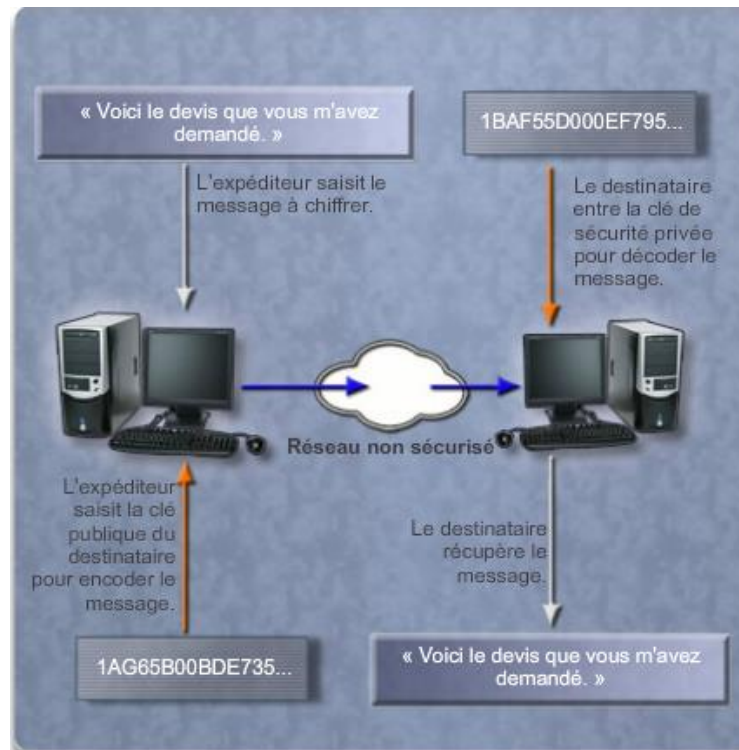 « Voici le devis que vous m'avez
demandé. »
L'expéditeur saisit le
message à chiffrer.
1BAF55D000EF795...
Le destinataire
entre la clé de
sécurité privée
pour décoder le
message.
Réseau non sécurisé
L'expéditeur
saisit la clé
publique du
destinataire
pour encoder le
message.
1AG65B00BDE735...
Le destinataire
récupère le
message.
« Voici le devis que vous m'avez
demandé. »